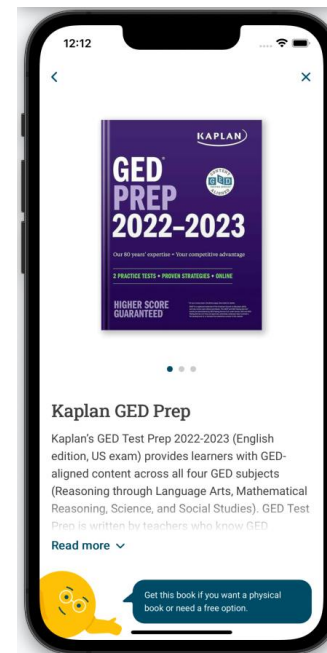 12:12
KAPLAN
GED
PREP
2022–2023
Our 80 years' expertise = Your competitive advantage
2 PRACTICE TESTS • PROVEN STRATEGIES • ONLINE
HIGHER SCORE
GUARANTEED
Kaplan GED Prep
Kaplan's GED Test Prep 2022-2023 (English
edition, US exam) provides learners with GED-
aligned content across all four GED subjects
(Reasoning through Language Arts, Mathematical
Reasoning, Science, and Social Studies). GED Test
Prep is written by teachers who know GED
Read more
Get this book if you want a physical
book or need a free option.